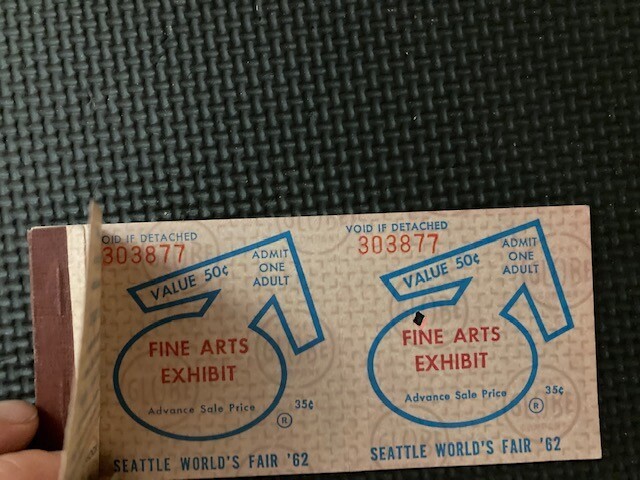 OID IF DETACHED
303877
VALUE 50¢
ADMIT
ONE
ADULT
FINE ARTS
EXHIBIT
Advance Sale Price 35¢
R
SEATTLE WORLD'S FAIR '62
VOID IF DETACHED
303877
VALUE 50¢
ADMIT
ONE
ADULT
FINE ARTS
EXHIBIT
Advance Sale Price 35¢
R
SEATTLE WORLD'S FAIR '62